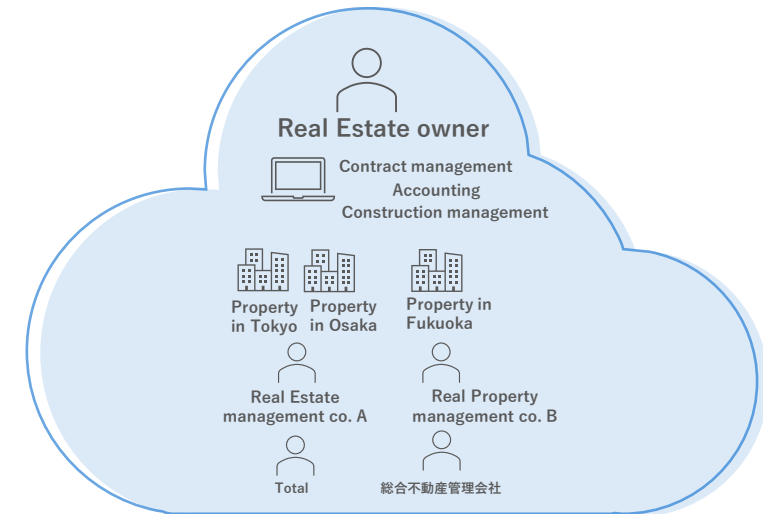 Real Estate owner
Contract management
Accounting
Construction management
Property
in Tokyo
Property
in Osaka
Property in
Fukuoka
Real Estate
management co. A
Real Property
management co. B
Total
総合不動産管理会社